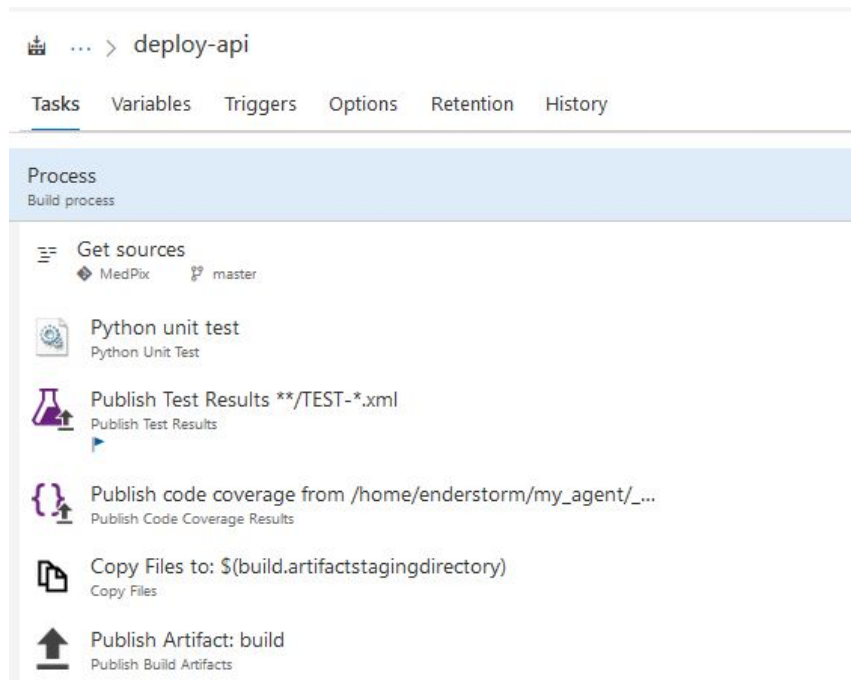 ... > deploy-api
Tasks Variables Triggers Options Retention History
Process
Build process
Get sources
MedPix master
Python unit test
Python Unit Test
Publish Test Results **/TEST-*.xml
Publish Test Results
Publish code coverage from /home/enderstorm/my_agent/_...
Publish Code Coverage Results
Copy Files to: $(build.artifactstagingdirectory)
Copy Files
Publish Artifact: build
Publish Build Artifacts